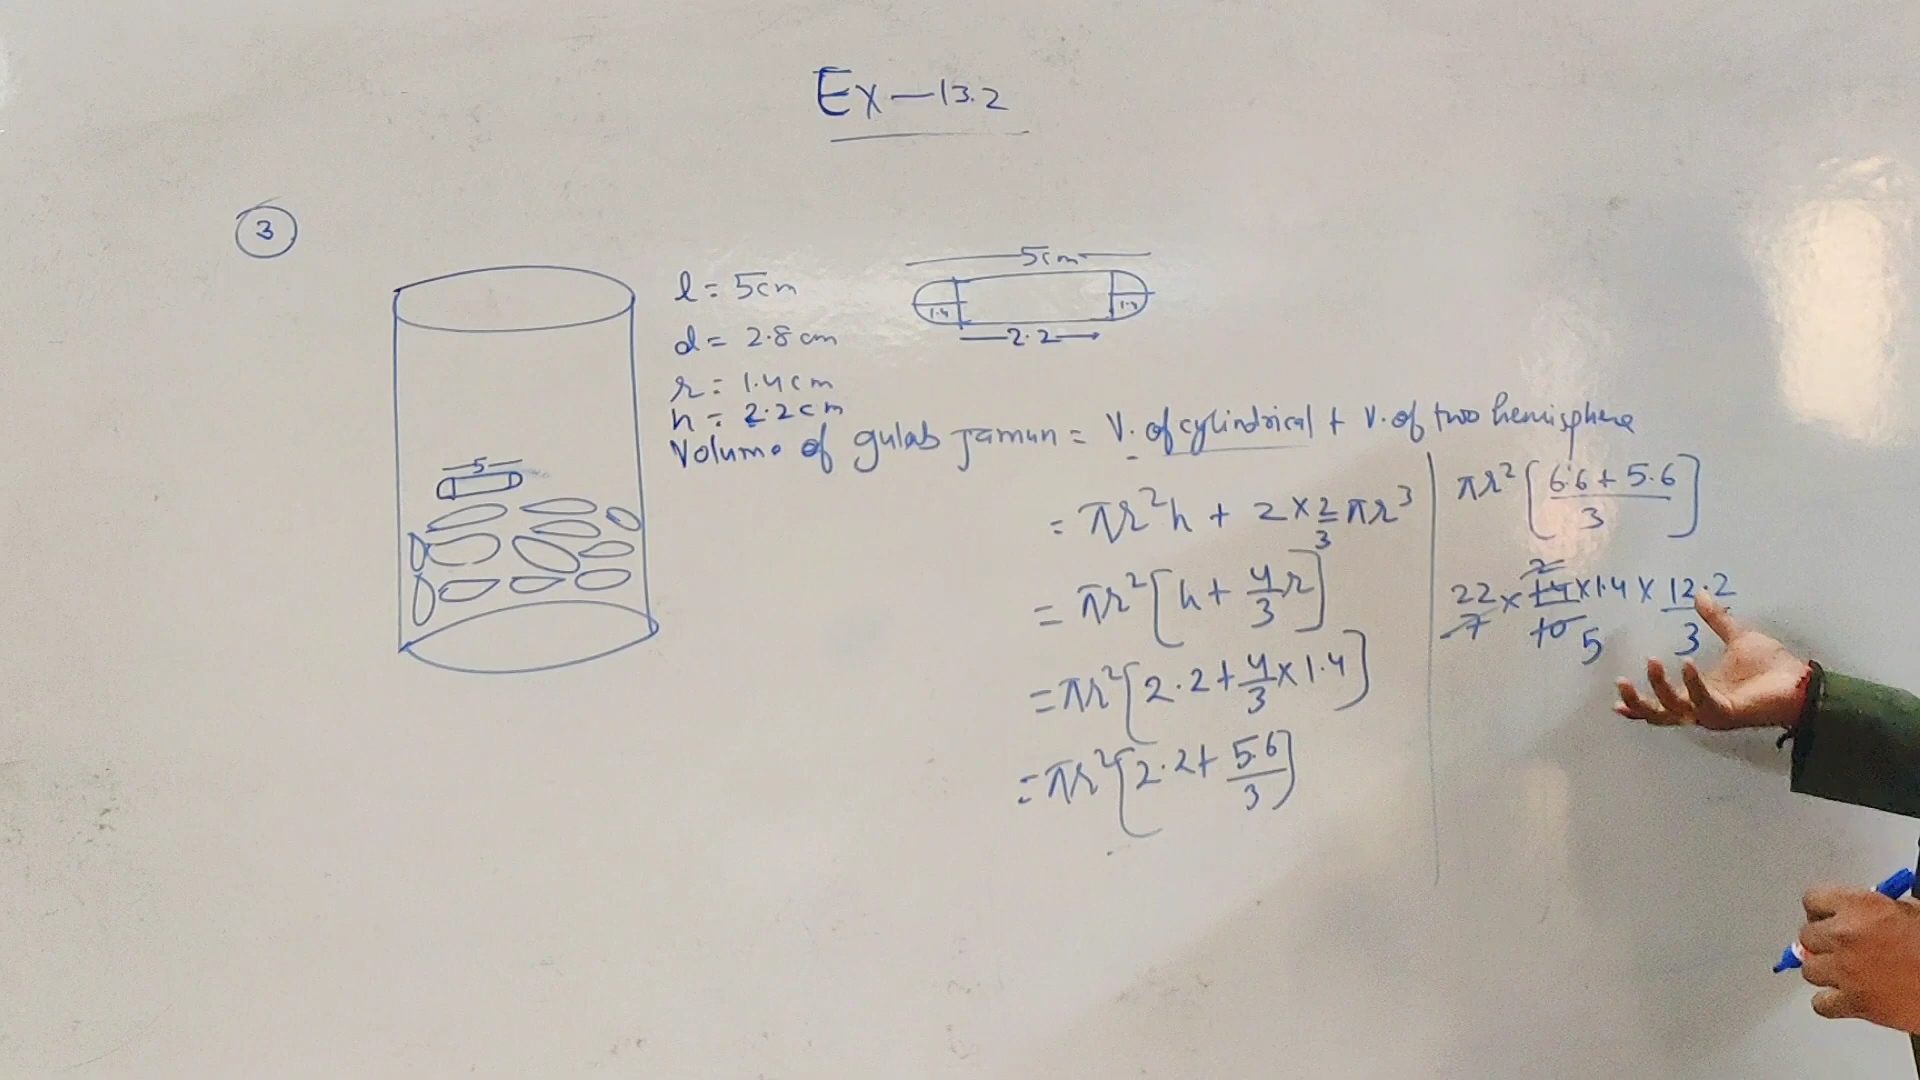 Ex – 13.2
3
l = 5cm
d = 2.8 cm
r = 1.4cm
h = 2.2cm
5cm
1.4 1.4
2.2
5
Volume of gulab Jamun = V. of cylindrical + V. of two hemisphere
= πr²h + 2 × 2/3 πr³
= πr² [h + 4/3 r]
= πr² [2.2 + 4/3 × 1.4]
= πr² [2.2 + 5.6/3]
πr² [6.6 + 5.6 / 3]
22/7 × 14/10 × 1.4 × 12.2/3
2
5